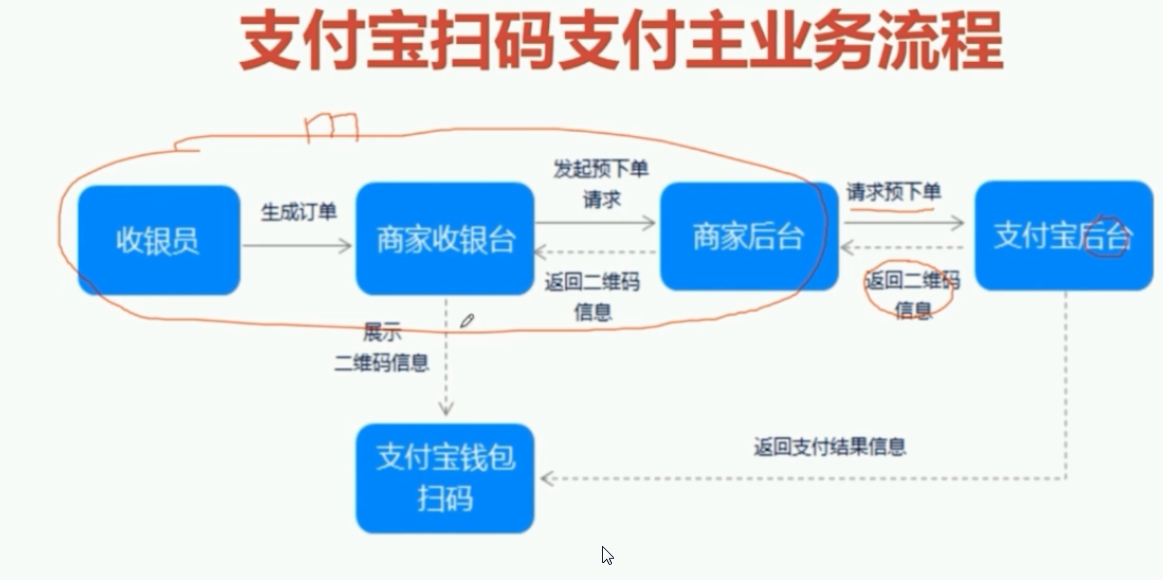 支付宝扫码支付主业务流程
发起预下单
请求
请求预下单
生成订单
收银员
商家收银台
商家后台
支付宝后台
返回二维码
信息
返回二维码
信息
展示
二维码信息
支付宝钱包
扫码
返回支付结果信息